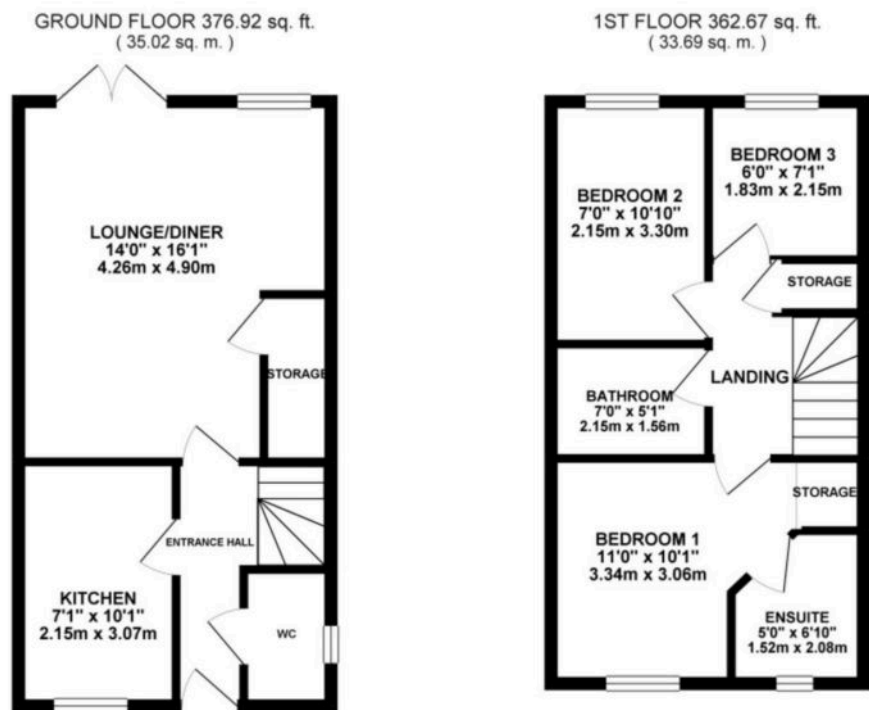 GROUND FLOOR 376.92 sq. ft.
( 35.02 sq. m. )
LOUNGE/DINER
14'0" x 16'1"
4.26m x 4.90m
STORAGE
ENTRANCE HALL
KITCHEN
7'1" x 10'1"
2.15m x 3.07m
WC
1ST FLOOR 362.67 sq. ft.
( 33.69 sq. m. )
BEDROOM 3
6'0" x 7'1"
1.83m x 2.15m
BEDROOM 2
7'0" x 10'10"
2.15m x 3.30m
STORAGE
LANDING
BATHROOM
7'0" x 5'1"
2.15m x 1.56m
STORAGE
BEDROOM 1
11'0" x 10'1"
3.34m x 3.06m
ENSUITE
5'0" x 6'10"
1.52m x 2.08m